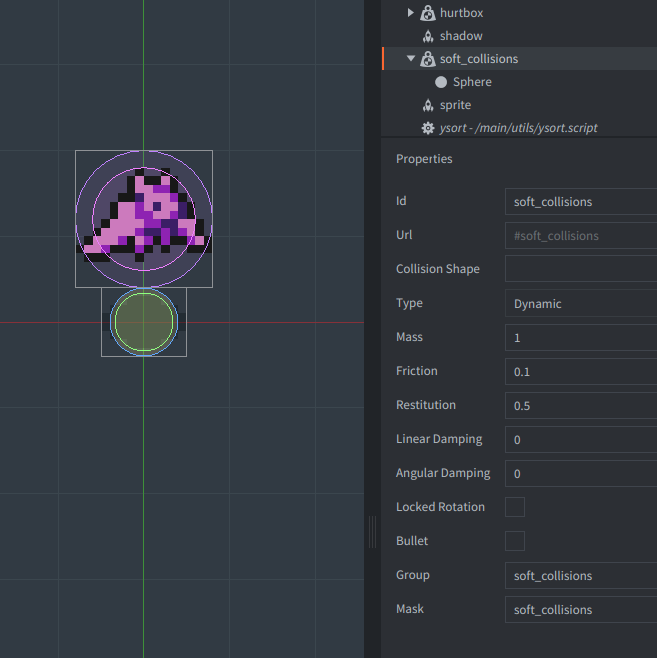 hurtbox
shadow
soft_collisions
Sphere
sprite
ysort - /main/utils/ysort.script
Properties
Id soft_collisions
Url #soft_collisions
Collision Shape
Type Dynamic
Mass 1
Friction 0.1
Restitution 0.5
Linear Damping 0
Angular Damping 0
Locked Rotation
Bullet
Group soft_collisions
Mask soft_collisions